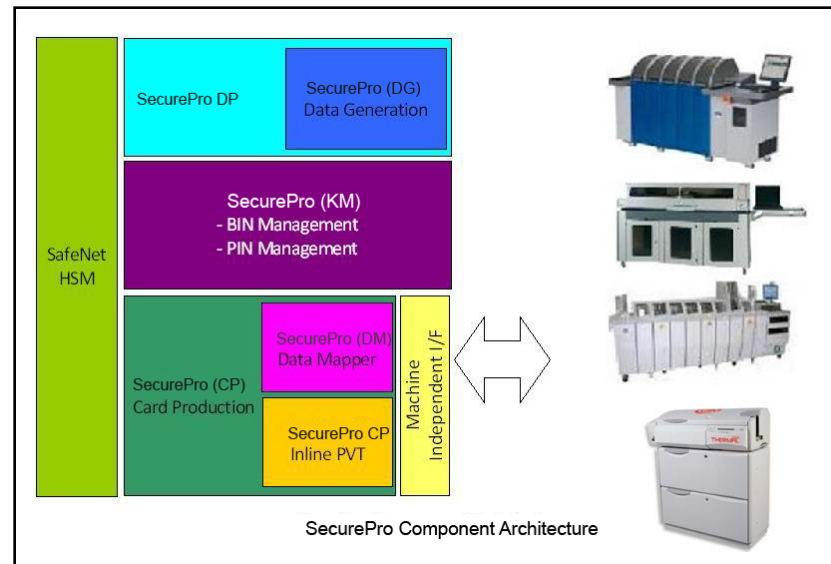 SafeNet
HSM
SecurePro DP
SecurePro (DG)
Data Generation
SecurePro (KM)
- BIN Management
- PIN Management
SecurePro (CP)
Card Production
SecurePro (DM)
Data Mapper
SecurePro CP
Inline PVT
Machine
Independent I/F
SecurePro Component Architecture